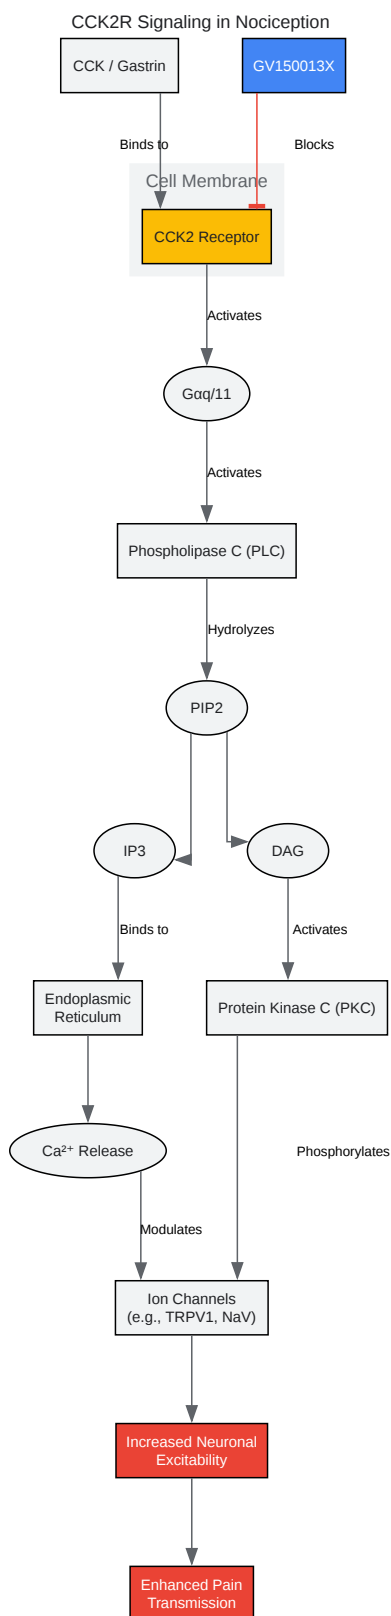 CCK2R Signaling in Nociception
CCK / Gastrin
GV150013X
Binds to
Blocks
Cell Membrane
CCK2 Receptor
Activates
Gαq/11
Activates
Phospholipase C (PLC)
Hydrolyzes
PIP2
IP3
DAG
Binds to
Activates
Endoplasmic
Reticulum
Protein Kinase C (PKC)
Ca²⁺ Release
Phosphorylates
Modulates
Ion Channels
(e.g., TRPV1, NaV)
Increased Neuronal
Excitability
Enhanced Pain
Transmission